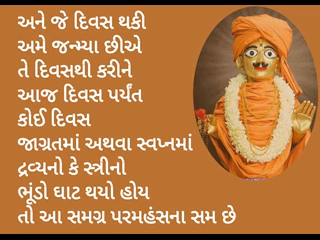 અને જે દિવસ થકી
અમે જન્મ્યા છીએ
તે દિવસથી કરીને
આજ દિવસ પર્યંત
કોઈ દિવસ
જાગ્રતમાં અથવા સ્વપ્નમાં
દ્રવ્યનો કે સ્ત્રીનો
ભૂંડો ઘાટ થયો હોય
તો આ સમગ્ર પરમહંસના સમ છે